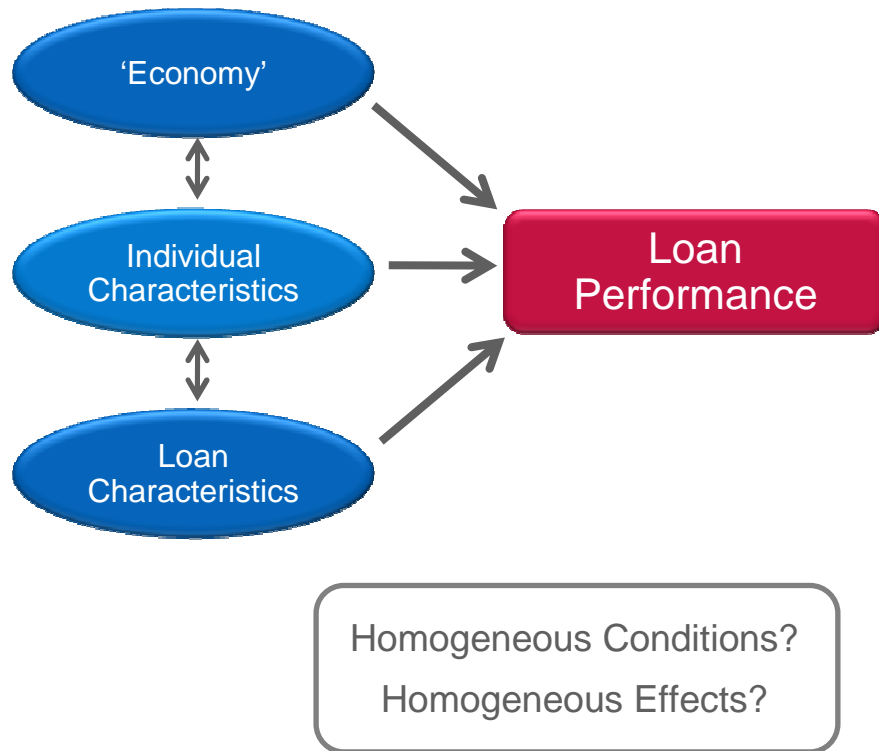 ‘Economy’
Individual
Characteristics
Loan
Characteristics
Loan
Performance
Homogeneous Conditions?
Homogeneous Effects?